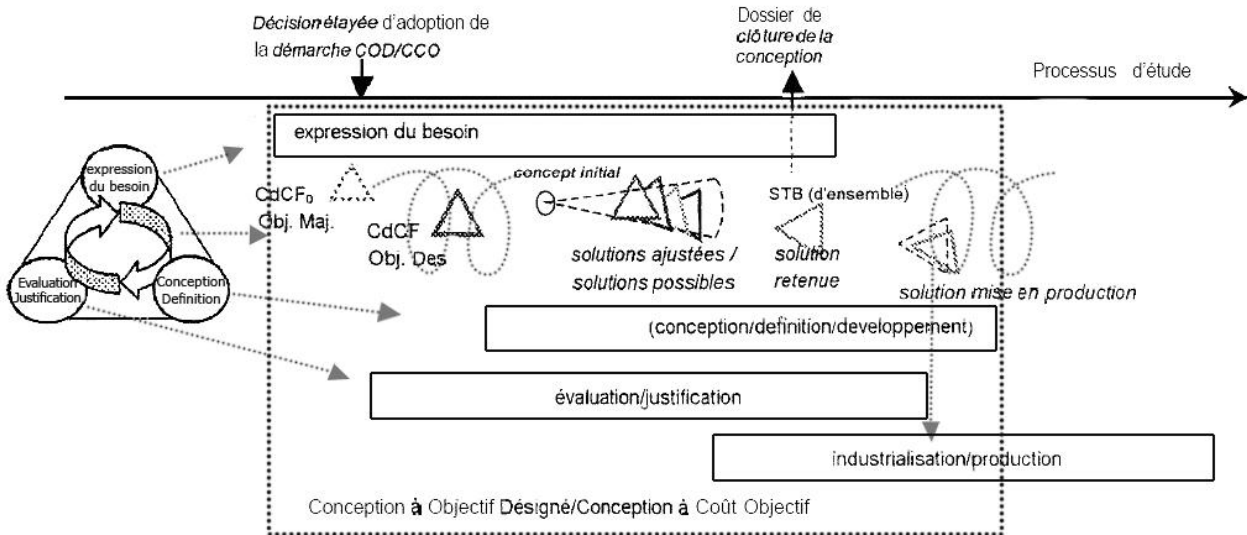 Décision étayée d'adoption de
la démarche COD/CCO
Dossier de
clôture de la
conception
Processus d'étude
expression du besoin
expression
du besoin
CdCF0
Obj. Maj.
concept initial
STB (d'ensemble)
CdCF
Obj. Des
solutions ajustées /
solutions possibles
solution
retenue
Evaluation
Justification
Conception
Definition
solution mise en production
(conception/definition/developpement)
évaluation/justification
industrialisation/production
Conception à Objectif Désigné/Conception à Coût Objectif